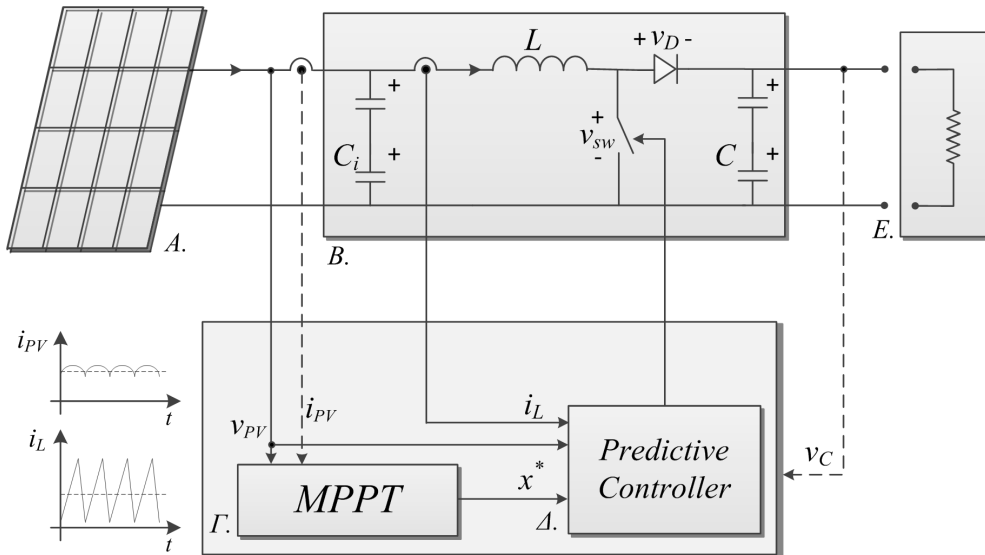 L
+ v_D -
+
C_i
+
+
v_sw
-
+
C
+
A.
B.
E.
i_PV
t
i_L
t
v_PV
i_PV
i_L
v_C
MPPT
x*
Predictive
Controller
Γ.
Δ.